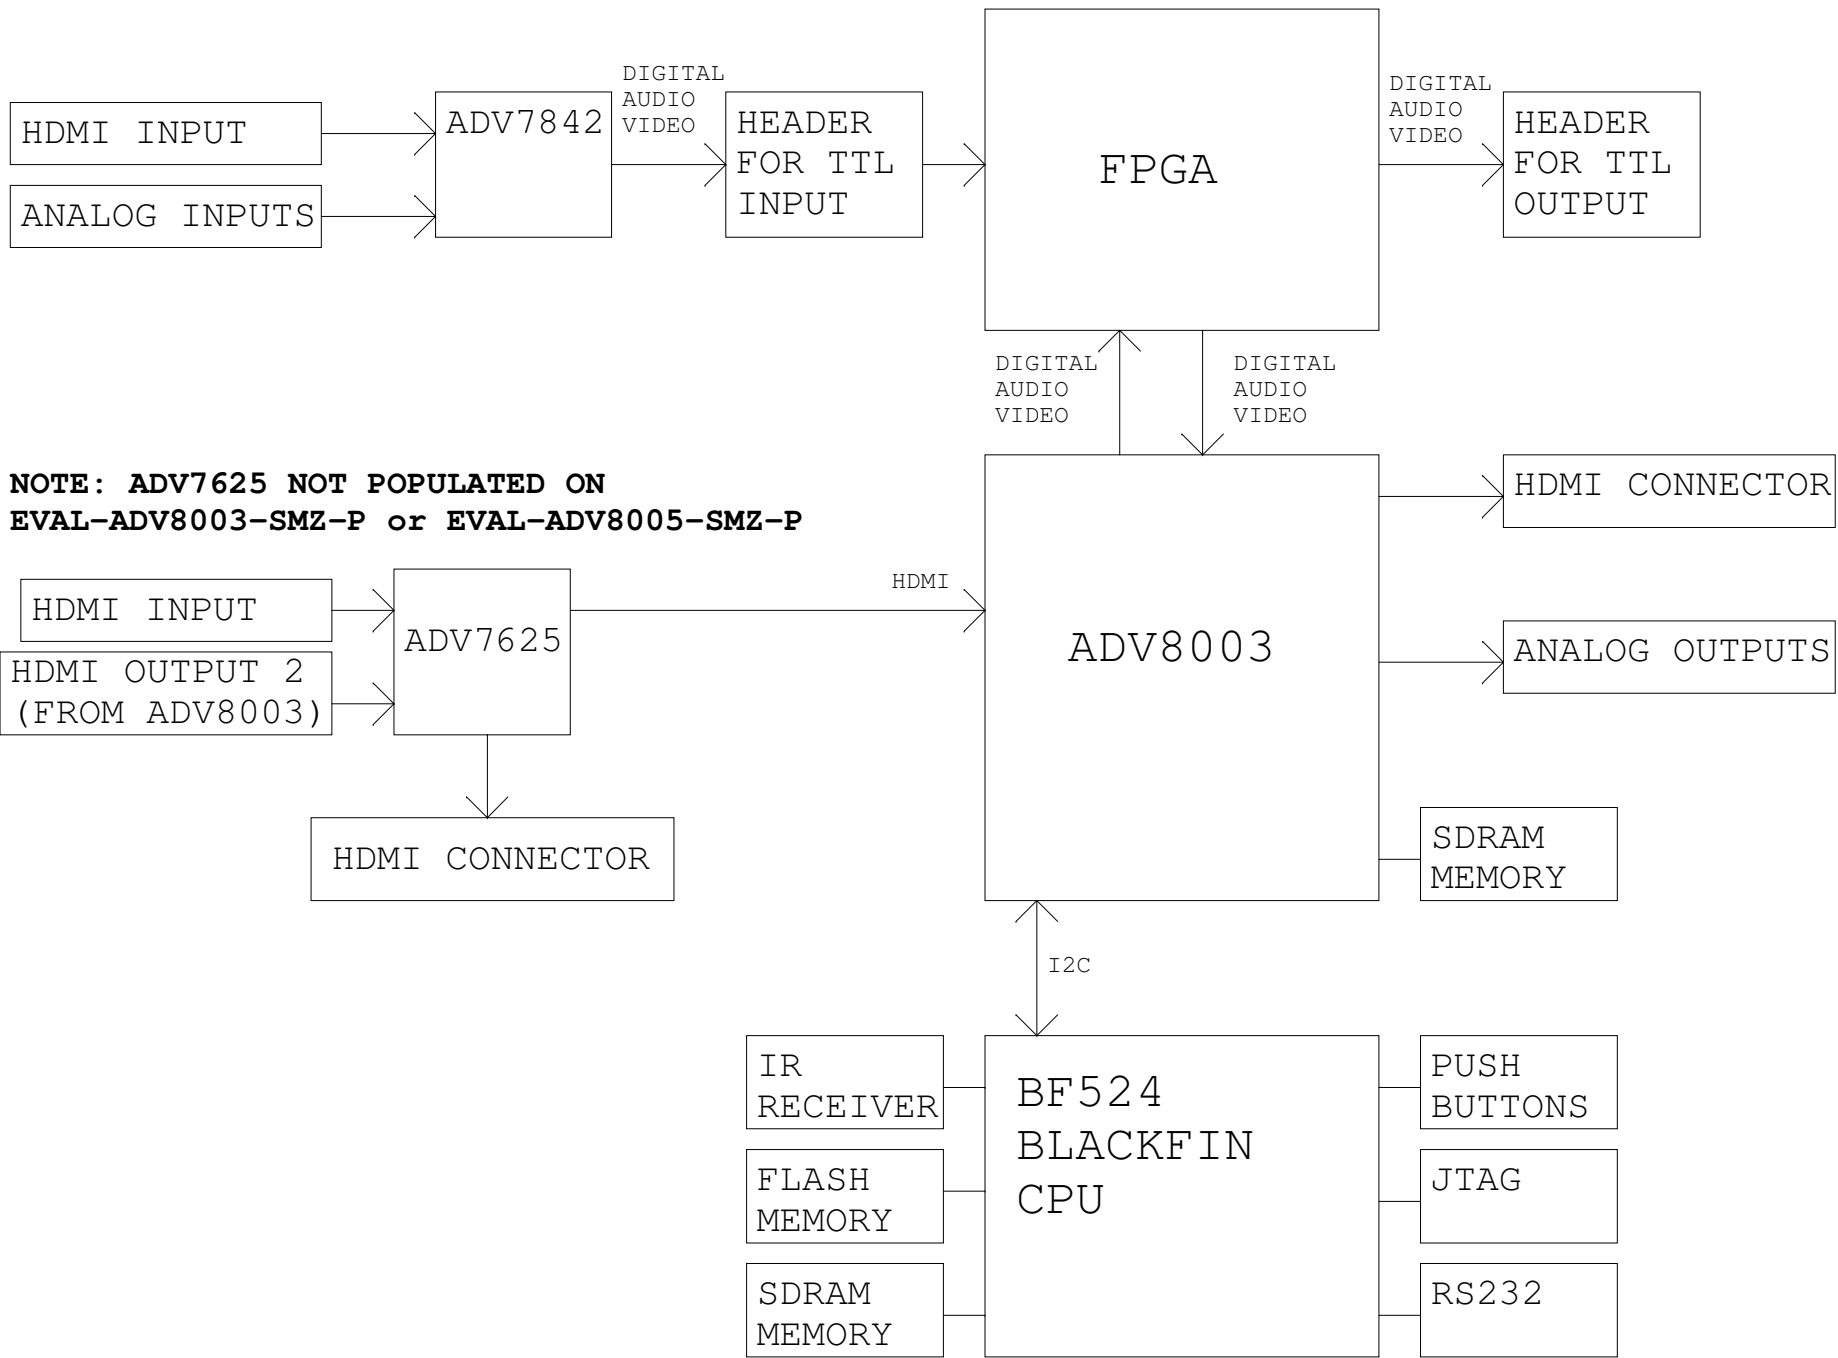 DIGITAL
AUDIO
VIDEO
DIGITAL
AUDIO
VIDEO
HDMI INPUT
ANALOG INPUTS
ADV7842
HEADER
FOR TTL
INPUT
FPGA
HEADER
FOR TTL
OUTPUT
DIGITAL
AUDIO
VIDEO
DIGITAL
AUDIO
VIDEO
NOTE: ADV7625 NOT POPULATED ON
EVAL-ADV8003-SMZ-P or EVAL-ADV8005-SMZ-P
HDMI INPUT
HDMI OUTPUT 2
(FROM ADV8003)
ADV7625
HDMI
ADV8003
HDMI CONNECTOR
ANALOG OUTPUTS
HDMI CONNECTOR
SDRAM
MEMORY
I2C
IR
RECEIVER
FLASH
MEMORY
SDRAM
MEMORY
BF524
BLACKFIN
CPU
PUSH
BUTTONS
JTAG
RS232